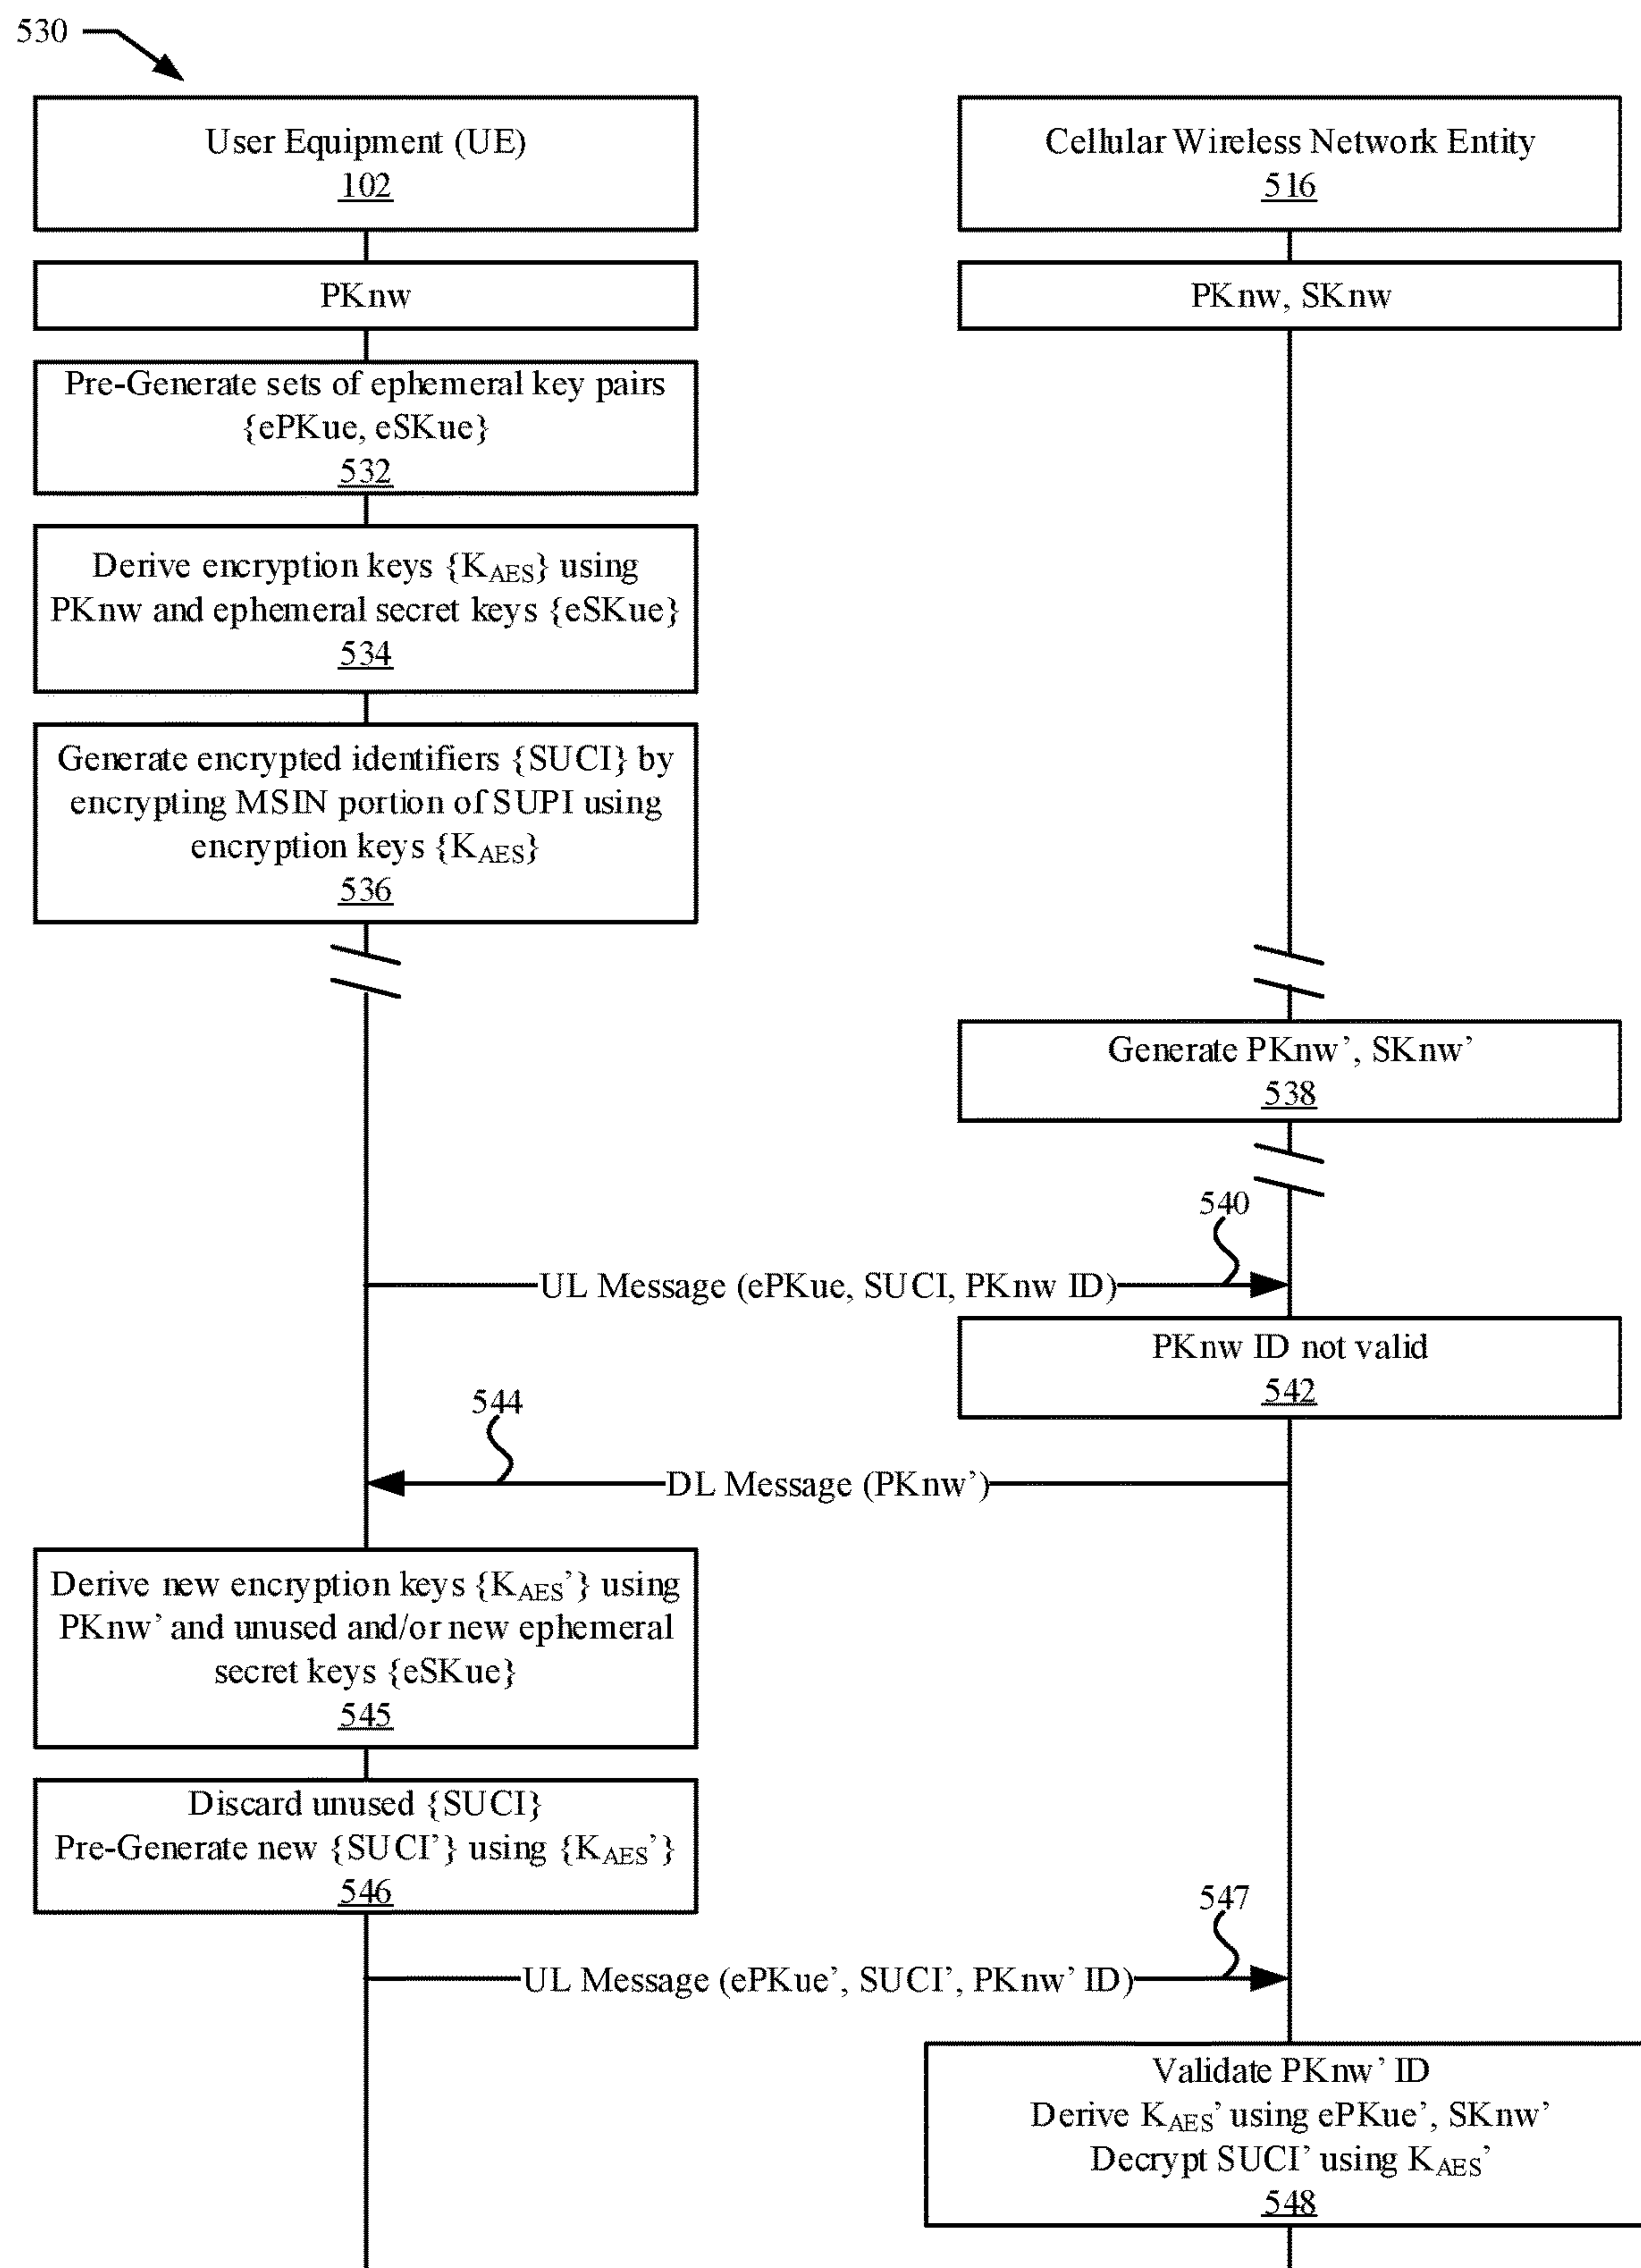 530
User Equipment (UE)
102
Cellular Wireless Network Entity
516
PKnw
PKnw, SKnw
Pre-Generate sets of ephemeral key pairs
{ePKue, eSKue}
532
Derive encryption keys {KAES} using
PKnw and ephemeral secret keys {eSKue}
534
Generate encrypted identifiers {SUCI} by
encrypting MSIN portion of SUPI using
encryption keys {KAES}
536
Generate PKnw’, SKnw’
538
540
UL Message (ePKue, SUCI, PKnw ID)
PKnw ID not valid
542
544
DL Message (PKnw’)
Derive new encryption keys {KAES’} using
PKnw’ and unused and/or new ephemeral
secret keys {eSKue}
545
Discard unused {SUCI}
Pre-Generate new {SUCI’} using {KAES’}
546
547
UL Message (ePKue’, SUCI’, PKnw’ ID)
Validate PKnw’ ID
Derive KAES’ using ePKue’, SKnw’
Decrypt SUCI’ using KAES’
548